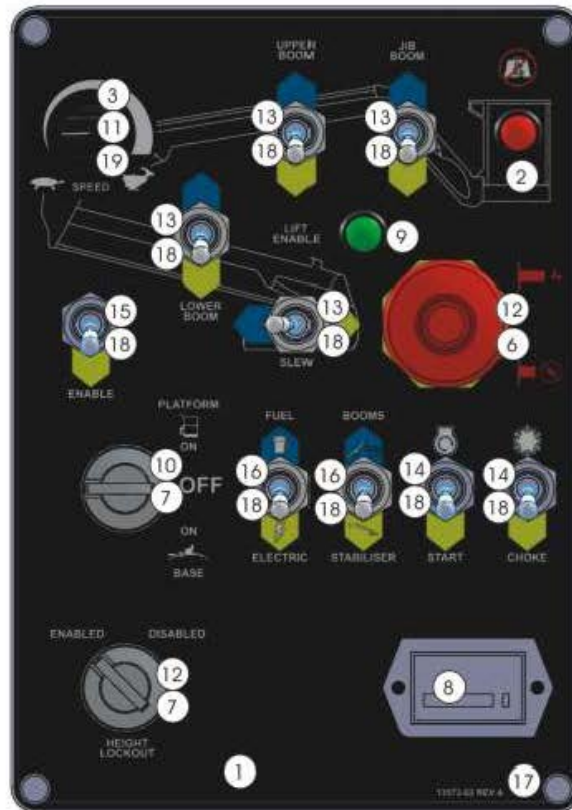 UPPER
BOOM
JIB
BOOM
3
11
19
SPEED
13
18
13
18
2
13
18
LIFT
ENABLE
9
LOWER
BOOM
13
18
SLEW
12
6
15
18
ENABLE
PLATFORM
ON
10
7
OFF
ON
BASE
FUEL
BOOMS
16
18
16
18
14
18
14
18
ELECTRIC
STABILISER
START
CHOKE
ENABLED
DISABLED
12
7
HEIGHT
LOCKOUT
8
1
17